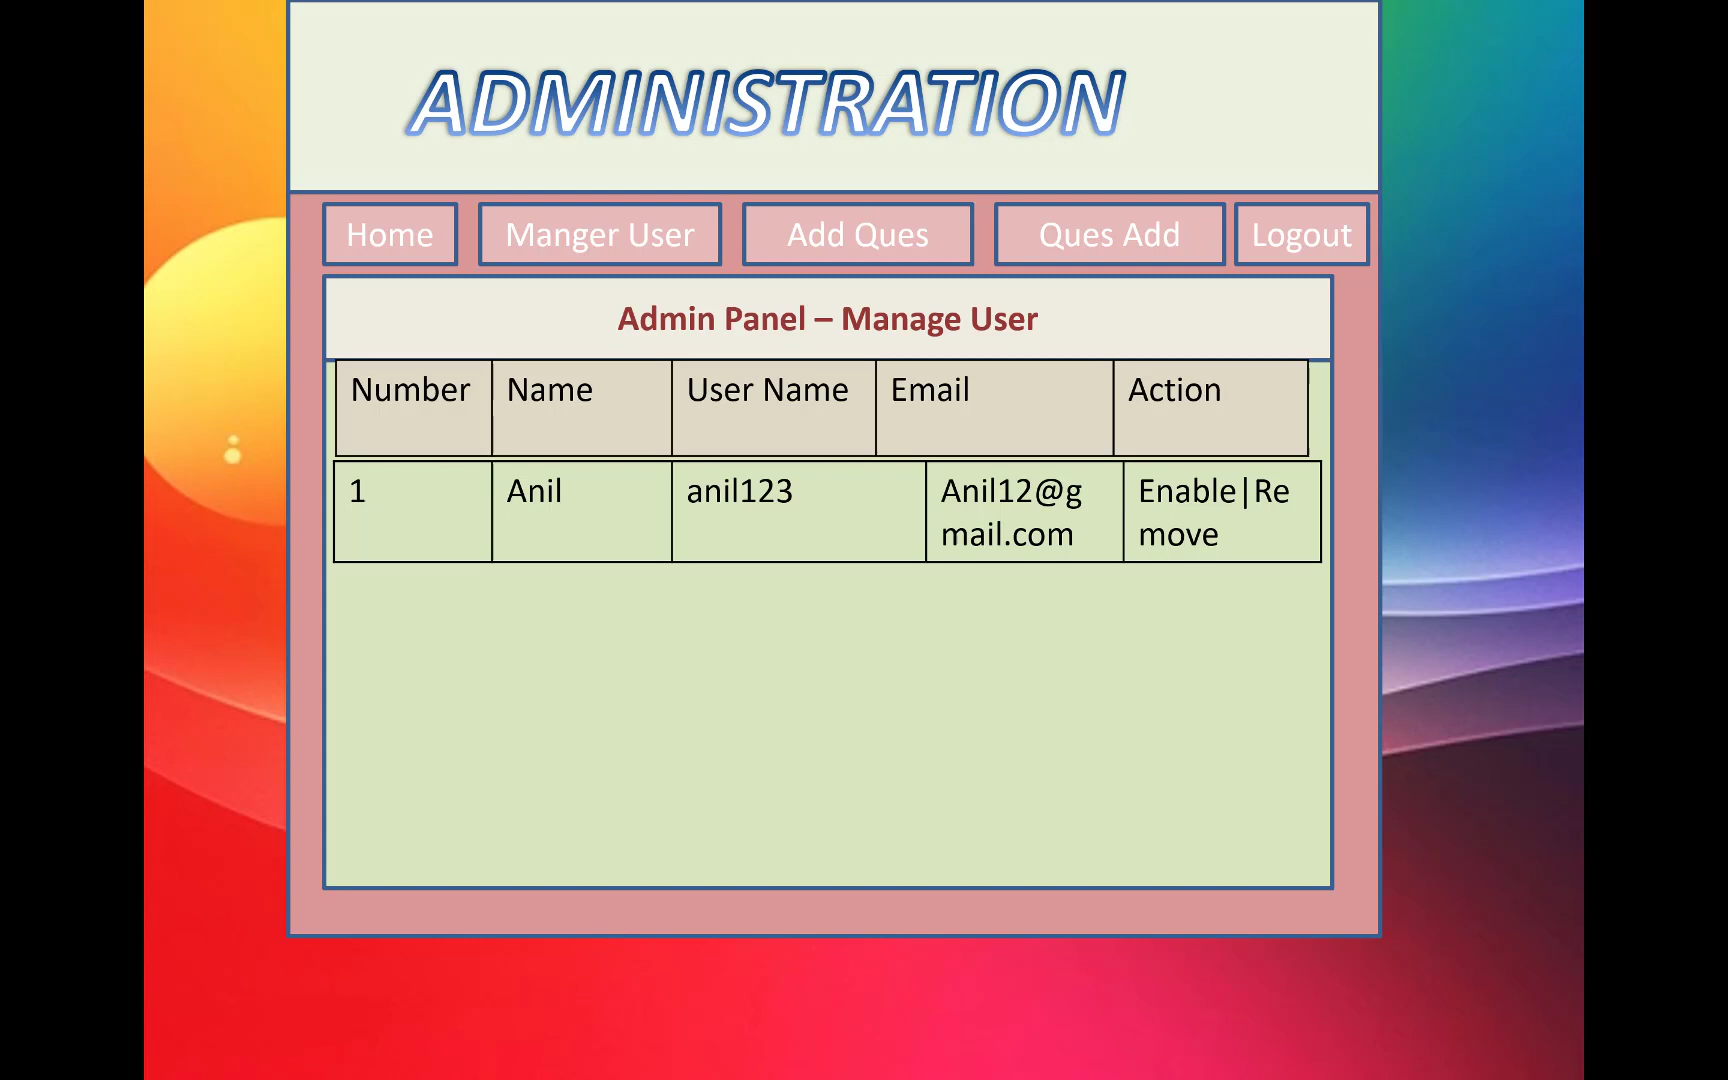 ADMINISTRATION
Home Manger User Add Ques Ques Add Logout
Admin Panel – Manage User
Number Name User Name Email Action
1 Anil anil123 Anil12@g Enable|Re
mail.com move